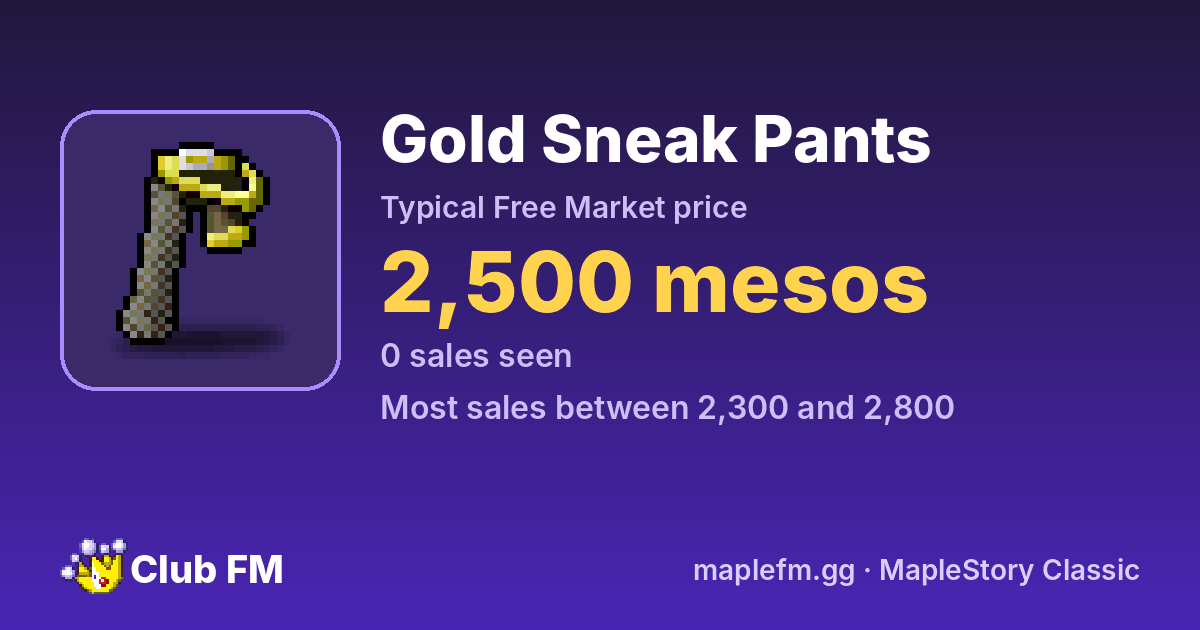 Gold Sneak Pants
Typical Free Market price
2,500 mesos
0 sales seen
Most sales between 2,300 and 2,800
Club FM
maplefm.gg · MapleStory Classic